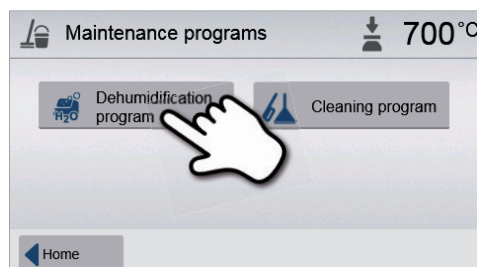 Maintenance programs
700°C
Dehumidification
program
H2O
Cleaning program
Home